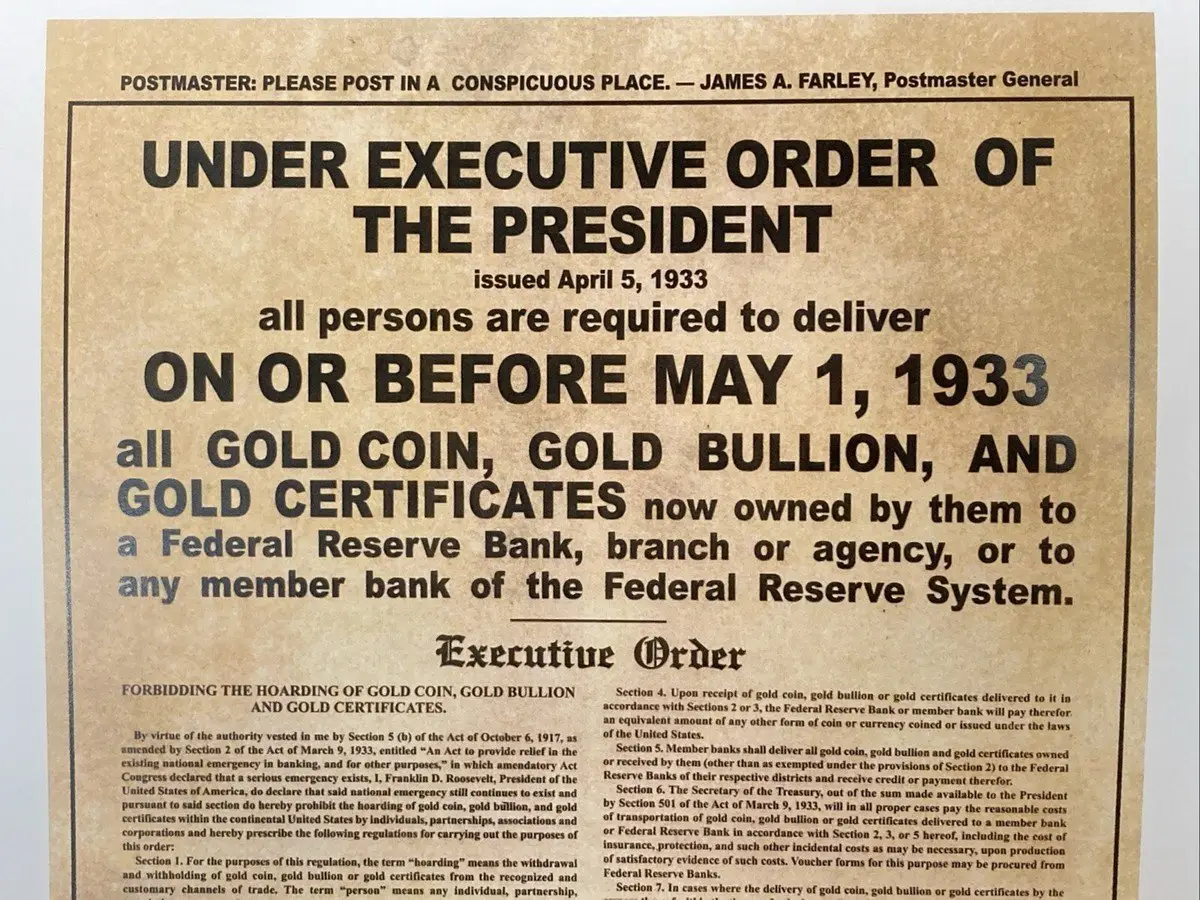 POSTMASTER: PLEASE POST IN A CONSPICUOUS PLACE. — JAMES A. FARLEY, Postmaster General
UNDER EXECUTIVE ORDER OF
THE PRESIDENT
issued April 5, 1933
all persons are required to deliver
ON OR BEFORE MAY 1, 1933
all GOLD COIN, GOLD BULLION, AND
GOLD CERTIFICATES now owned by them to
a Federal Reserve Bank, branch or agency, or to
any member bank of the Federal Reserve System.
Executive Order
FORBIDDING THE HOARDING OF GOLD COIN, GOLD BULLION
AND GOLD CERTIFICATES.
By virtue of the authority vested in me by Section 5 (b) of the Act of October 6, 1917, as
amended by Section 2 of the Act of March 9, 1933, entitled “An Act to provide relief in the
existing national emergency in banking, and for other purposes,” in which amendatory Act
Congress declared that a serious emergency exists, I, Franklin D. Roosevelt, President of the
United States of America, do declare that said national emergency still continues to exist and
pursuant to said section do hereby prohibit the hoarding of gold coin, gold bullion, and gold
certificates within the continental United States by individuals, partnerships, associations and
corporations and hereby prescribe the following regulations for carrying out the purposes of
this order:
Section 1. For the purposes of this regulation, the term “hoarding” means the withdrawal
and withholding of gold coin, gold bullion or gold certificates from the recognized and
customary channels of trade. The term “person” means any individual, partnership,
Section 4. Upon receipt of gold coin, gold bullion or gold certificates delivered to it in
accordance with Sections 2 or 3, the Federal Reserve Bank or member bank will pay therefor
an equivalent amount of any other form of coin or currency coined or issued under the laws
of the United States.
Section 5. Member banks shall deliver all gold coin, gold bullion and gold certificates owned
or received by them (other than as exempted under the provisions of Section 2) to the Federal
Reserve Banks of their respective districts and receive credit or payment therefor.
Section 6. The Secretary of the Treasury, out of the sum made available to the President
by Section 501 of the Act of March 9, 1933, will in all proper cases pay the reasonable costs
of transportation of gold coin, gold bullion or gold certificates delivered to a member bank
or Federal Reserve Bank in accordance with Section 2, 3, or 5 hereof, including the cost of
insurance, protection, and such other incidental costs as may be necessary, upon production
of satisfactory evidence of such costs. Voucher forms for this purpose may be procured from
Federal Reserve Banks.
Section 7. In cases where the delivery of gold coin, gold bullion or gold certificates by the